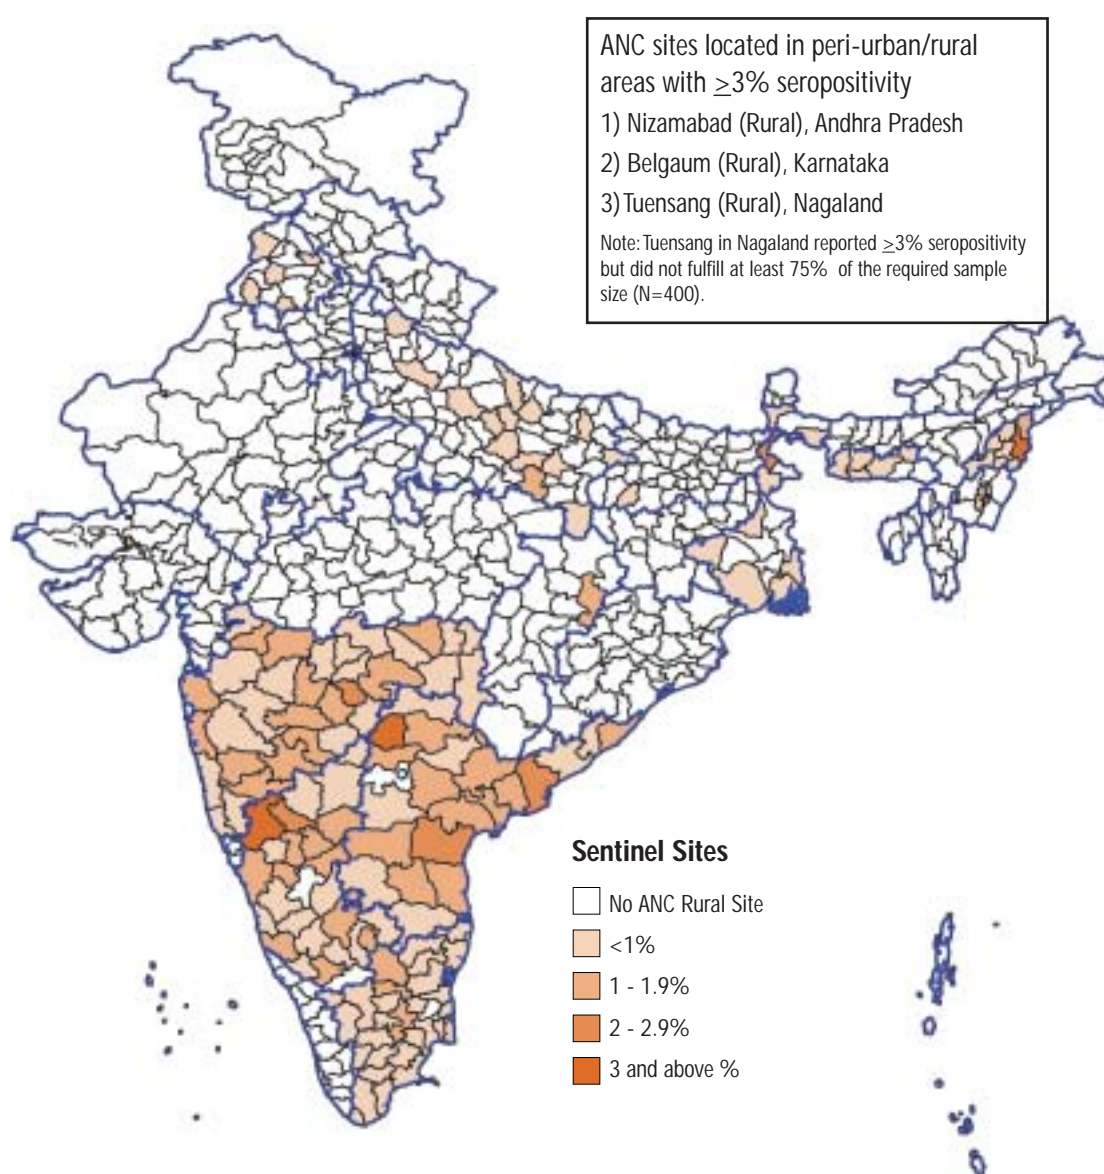 ANC sites located in peri-urban/rural
areas with ≥3% seropositivity
1) Nizamabad (Rural), Andhra Pradesh
2) Belgaum (Rural), Karnataka
3) Tuensang (Rural), Nagaland
Note: Tuensang in Nagaland reported ≥3% seropositivity
but did not fulfill at least 75% of the required sample
size (N=400).
Sentinel Sites
No ANC Rural Site
<1%
1 - 1.9%
2 - 2.9%
3 and above %